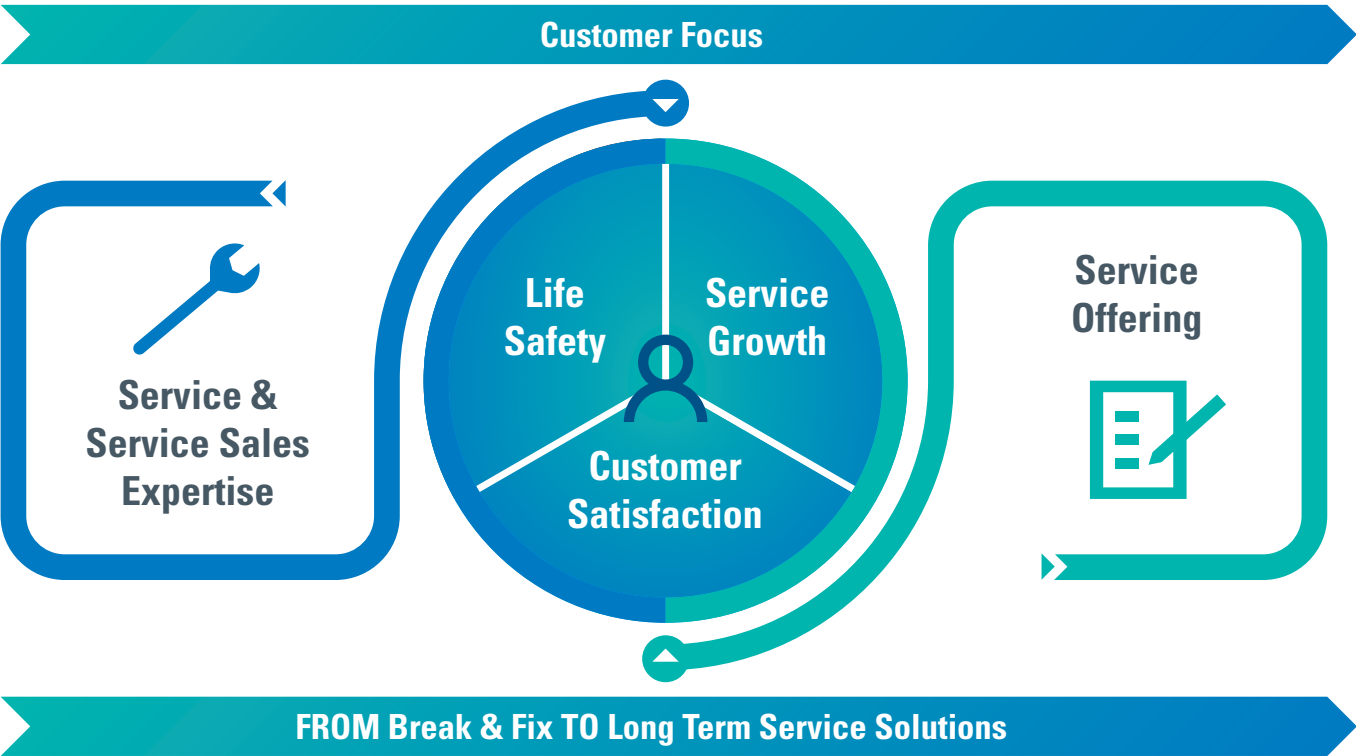 Customer Focus
Service &
Service Sales
Expertise
Life
Safety
Service
Growth
Customer
Satisfaction
Service
Offering
FROM Break & Fix TO Long Term Service Solutions